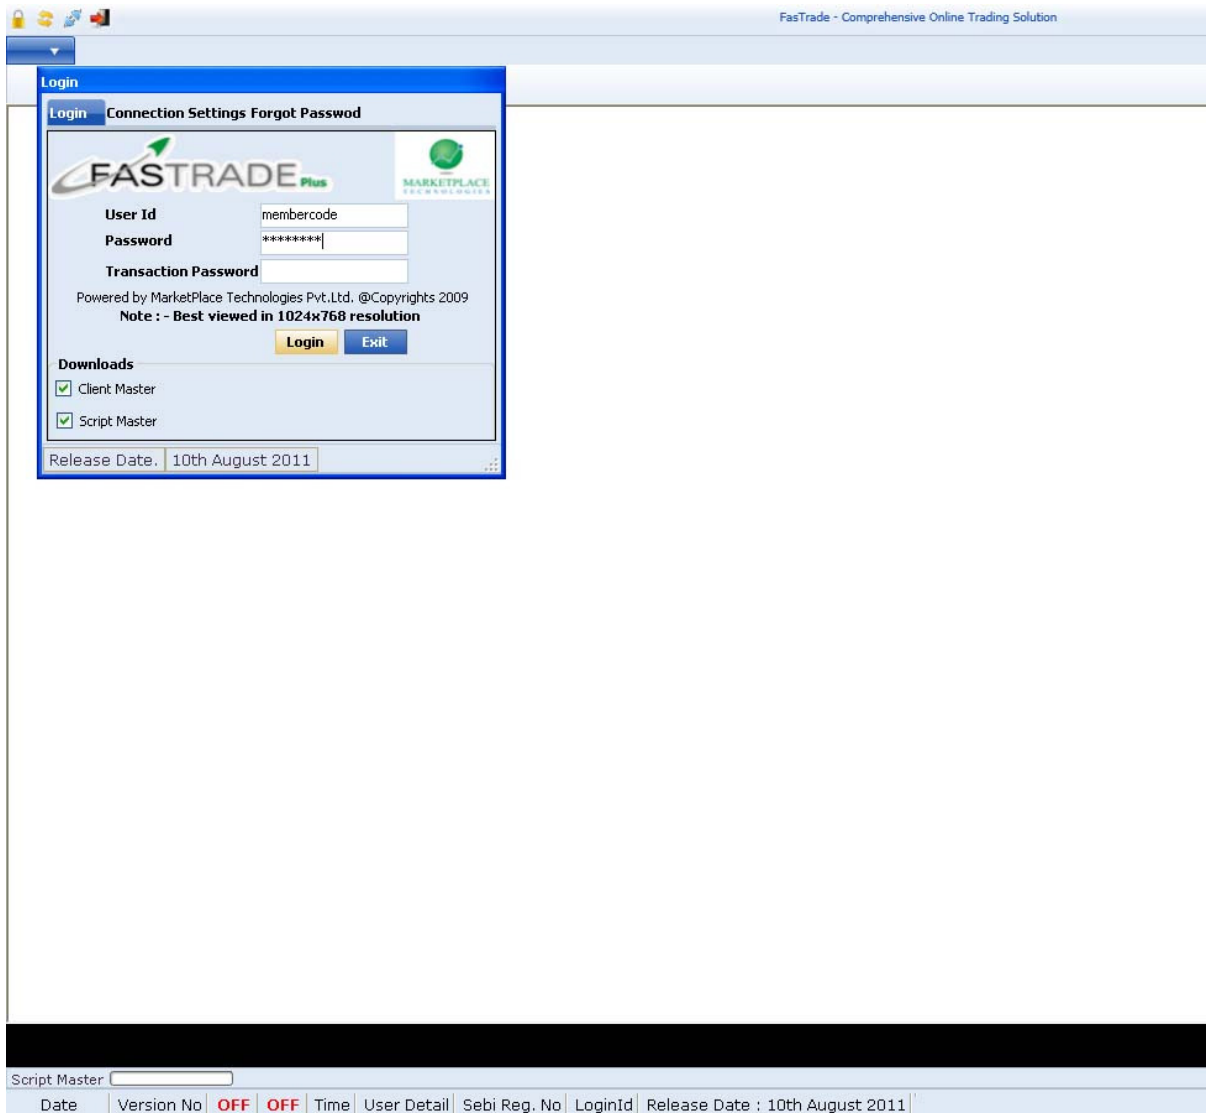 FasTrade - Comprehensive Online Trading Solution
Login
Login Connection Settings Forgot Passwod
FASTRADE Plus
MARKETPLACE
TECHNOLOGIES
User Id membercode
Password ********
Transaction Password
Powered by MarketPlace Technologies Pvt.Ltd. @Copyrights 2009
Note : - Best viewed in 1024x768 resolution
Login Exit
Downloads
Client Master
Script Master
Release Date. 10th August 2011
Script Master
Date Version No OFF OFF Time User Detail Sebi Reg. No LoginId Release Date : 10th August 2011